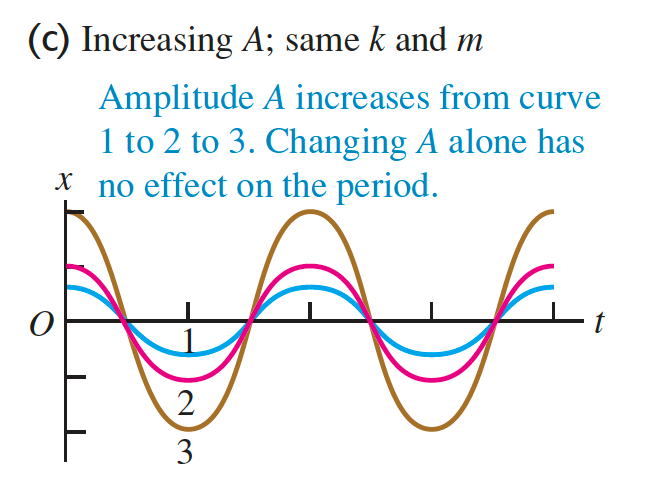 (c) Increasing A; same k and m
Amplitude A increases from curve
1 to 2 to 3. Changing A alone has
no effect on the period.
x
O
t
1
2
3